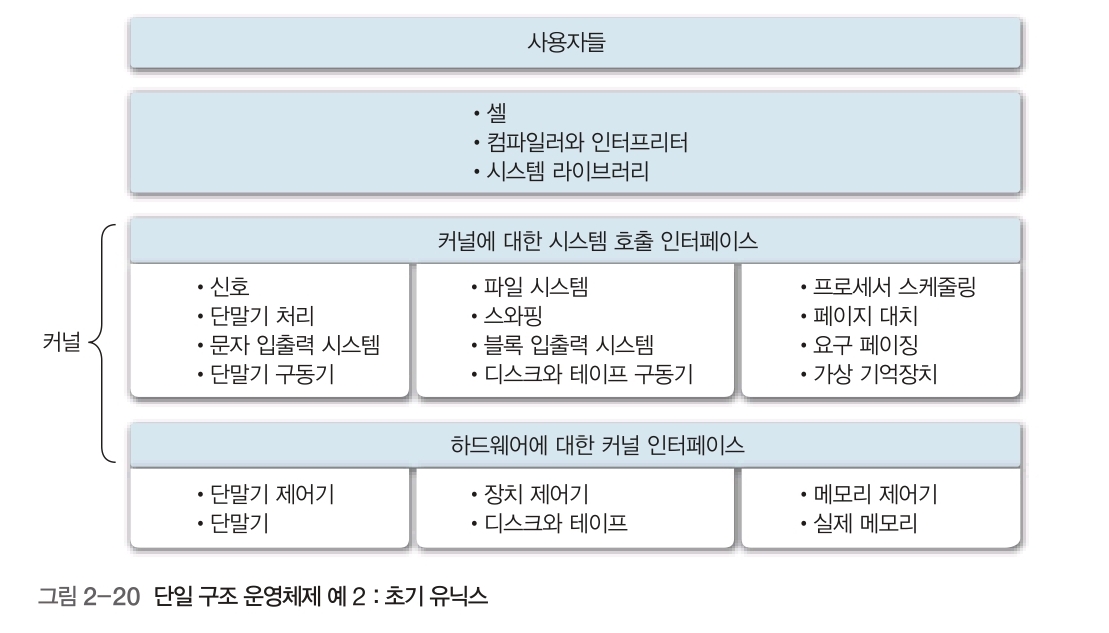 사용자들
• 셸
• 컴파일러와 인터프리터
• 시스템 라이브러리
커널에 대한 시스템 호출 인터페이스
• 신호
• 단말기 처리
• 문자 입출력 시스템
• 단말기 구동기
• 파일 시스템
• 스와핑
• 블록 입출력 시스템
• 디스크와 테이프 구동기
• 프로세서 스케줄링
• 페이지 대치
• 요구 페이징
• 가상 기억장치
커널
하드웨어에 대한 커널 인터페이스
• 단말기 제어기
• 단말기
• 장치 제어기
• 디스크와 테이프
• 메모리 제어기
• 실제 메모리
그림 2-20 단일 구조 운영체제 예 2 : 초기 유닉스